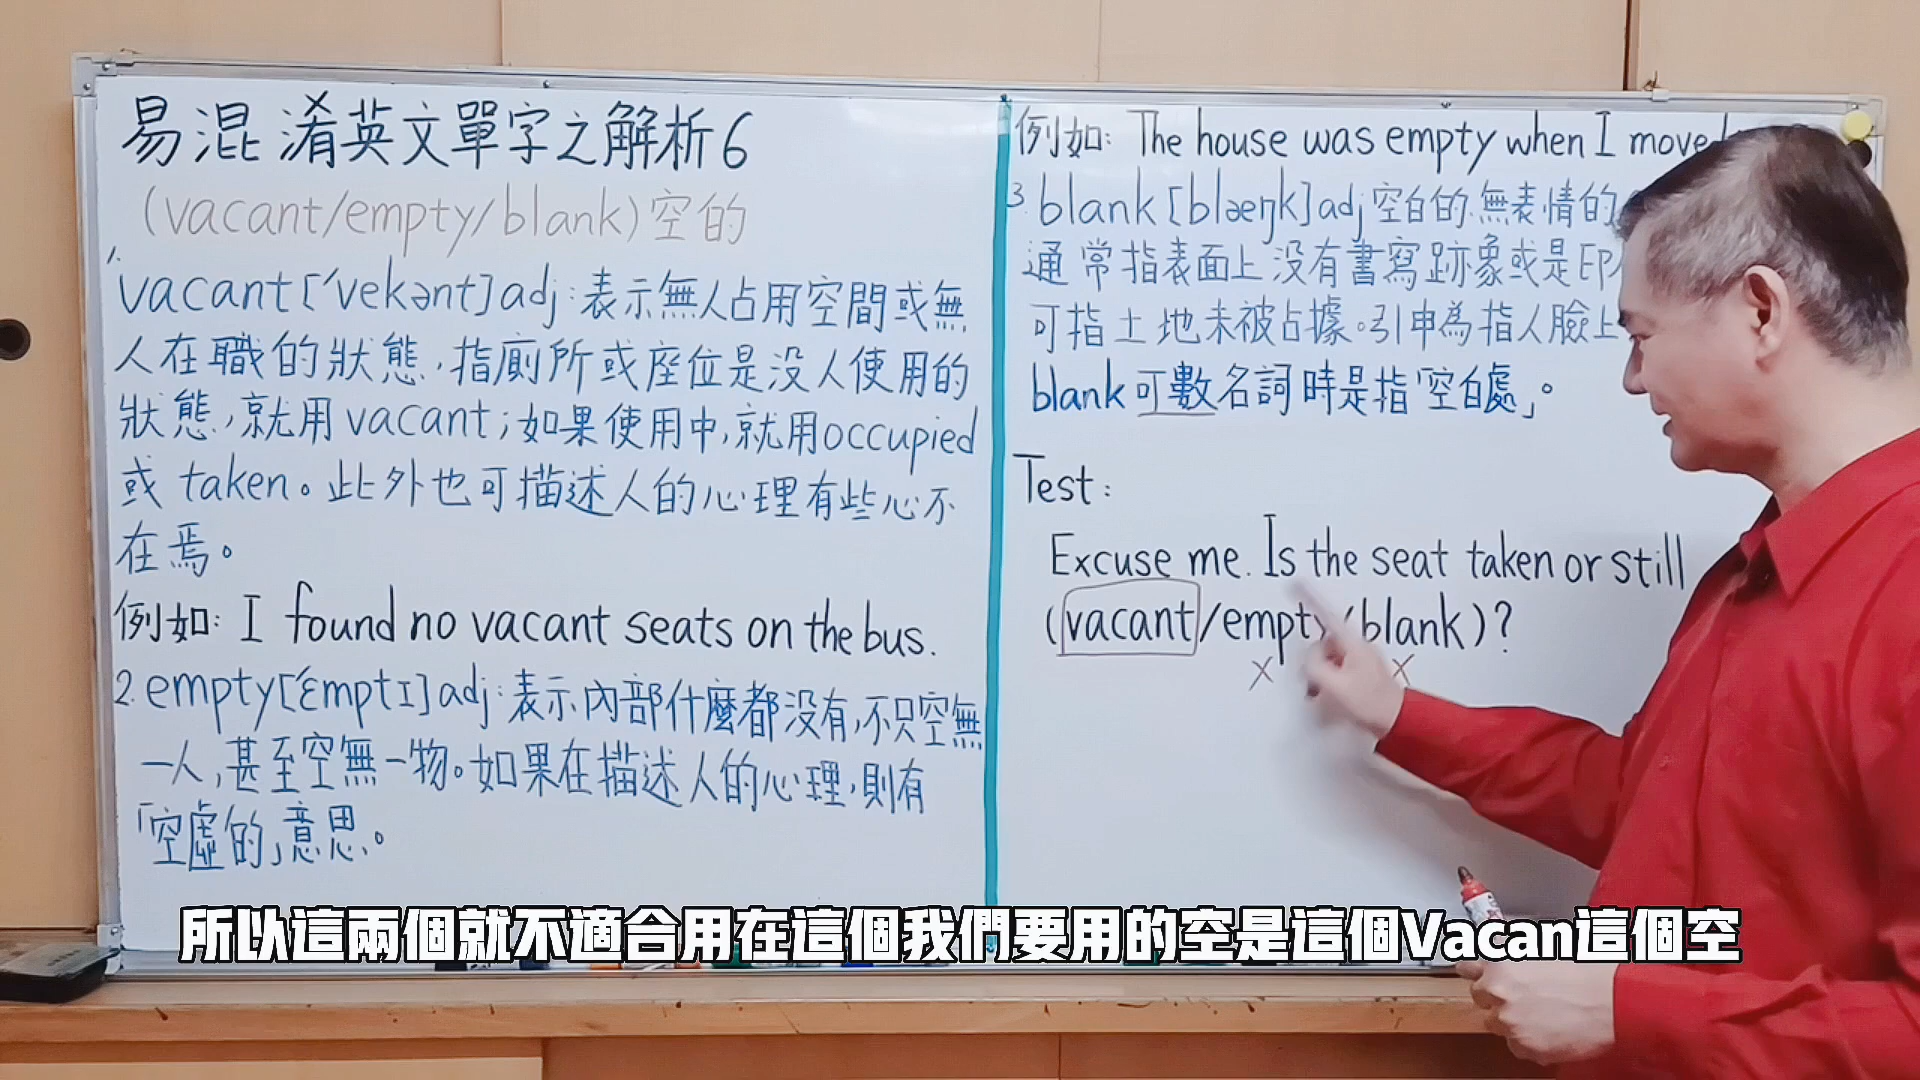 易混淆英文單字之解析6
(vacant/empty/blank)空的
1.
vacant[ˊvekənt]adj:表示無人占用空間或無
人在職的狀態,指廁所或座位是没人使用的
狀態,就用vacant;如果使用中,就用occupied
或 taken。此外也可描述人的心理有些心不
在焉。
例如: I found no vacant seats on the bus.
2.empty[ˊɛmptɪ]adj:表示內部什麼都没有,不只空無
一人,甚至空無一物。如果在描述人的心理,則有
「空虛的」意思。
例如: The house was empty when I moved
3.blank[blæŋk]adj空白的、無表情的
通常指表面上没有書寫跡象或是印
可指土地未被占據。引申為指人臉上
blank可數名詞時是指「空白處」。
Test:
Excuse me. Is the seat taken or still
(vacant/empty/blank)?
x x
所以這兩個就不適合用在這個我們要用的空是這個Vacan這個空